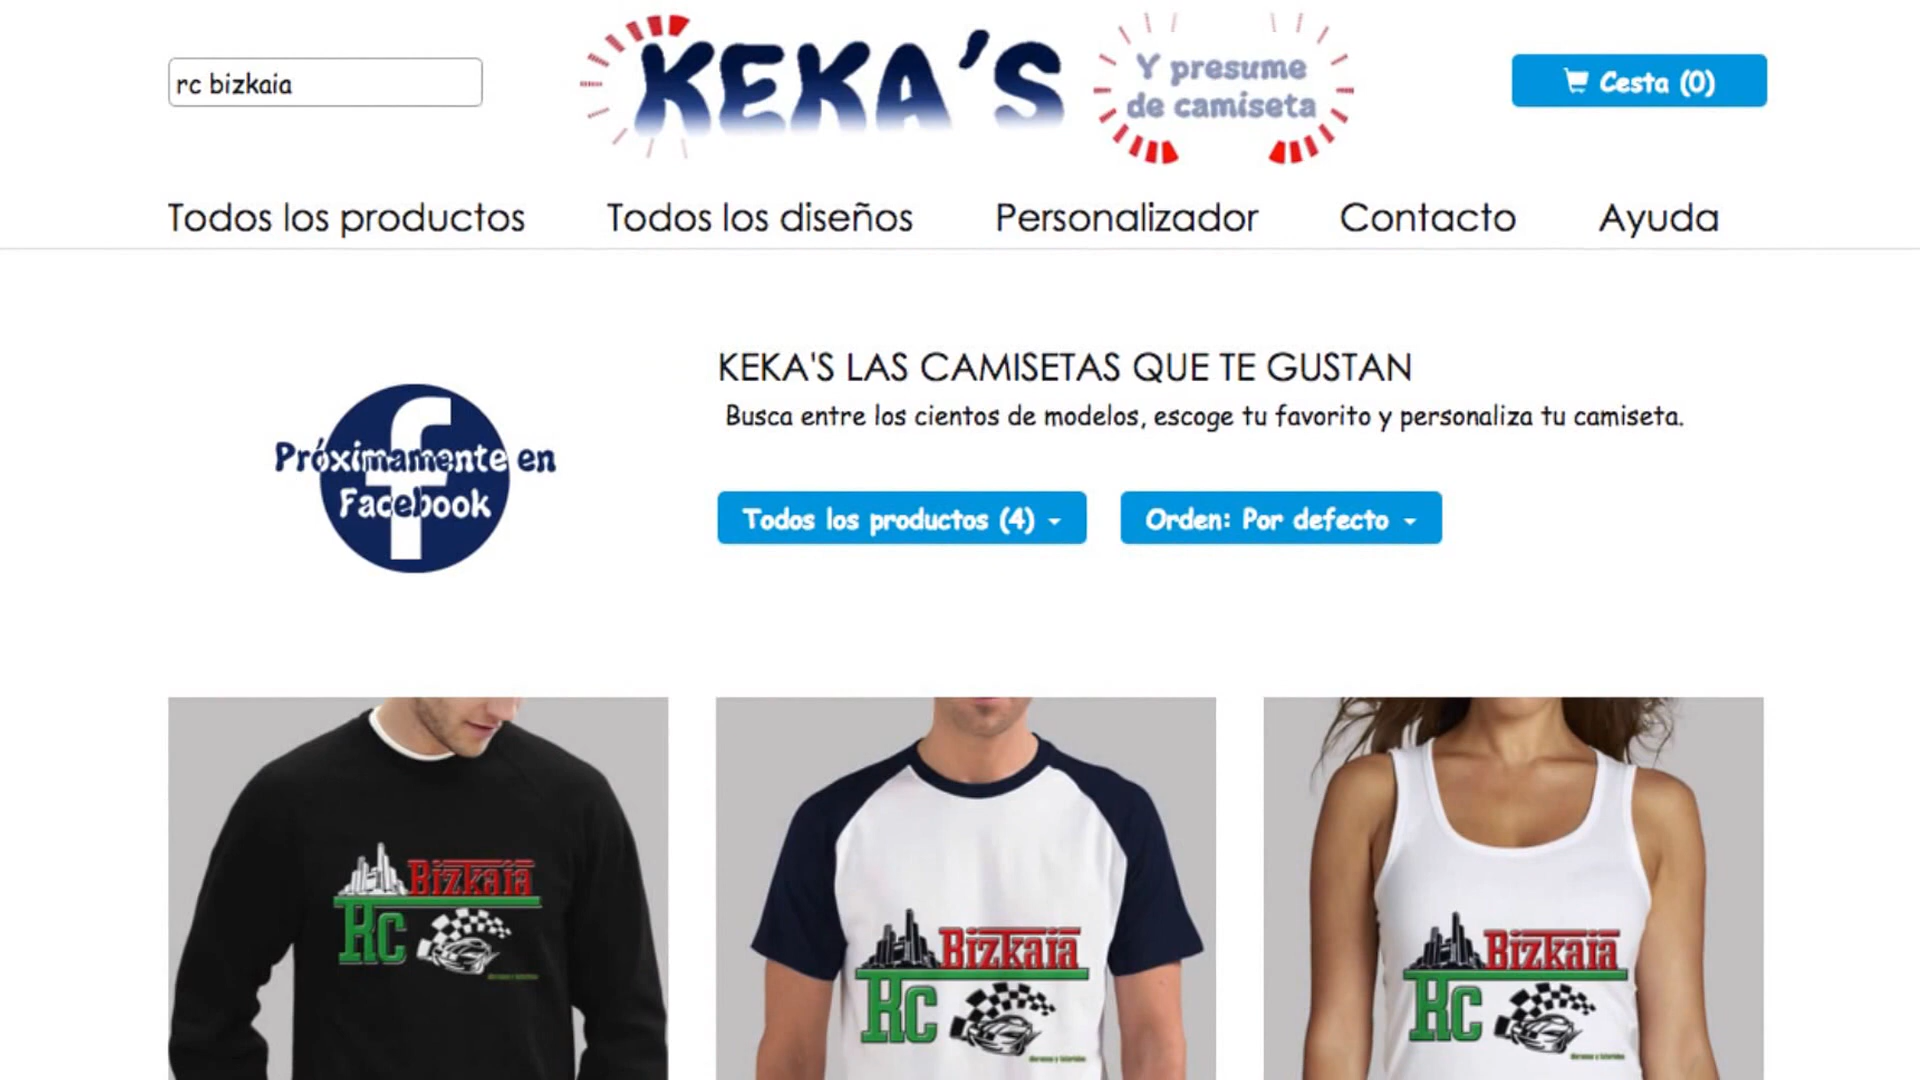 rc bizkaia
KEKA'S
Y presume
de camiseta
Cesta (0)
Todos los productos
Todos los diseños
Personalizador
Contacto
Ayuda
Próximamente en
Facebook
KEKA'S LAS CAMISETAS QUE TE GUSTAN
Busca entre los cientos de modelos, escoge tu favorito y personaliza tu camiseta.
Todos los productos (4)
Orden: Por defecto
Bizkaia
RC
Bizkaia
RC
Bizkaia
RC